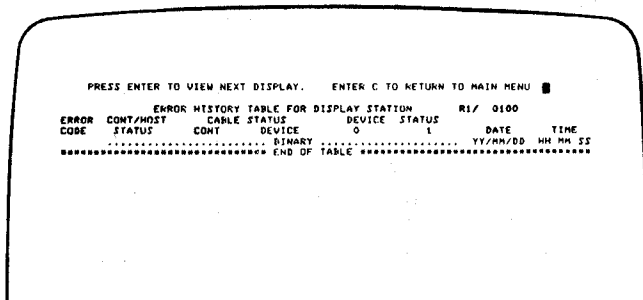 PRESS ENTER TO VIEW NEXT DISPLAY. ENTER C TO RETURN TO MAIN MENU
ERROR HISTORY TABLE FOR DISPLAY STATION R1/ 0100
ERROR CONT/HOST CABLE STATUS DEVICE STATUS
CODE STATUS CONT DEVICE 0 1 DATE TIME
......................... BINARY ..................... YY/MM/DD HH MM SS
****************************** END OF TABLE **********************************